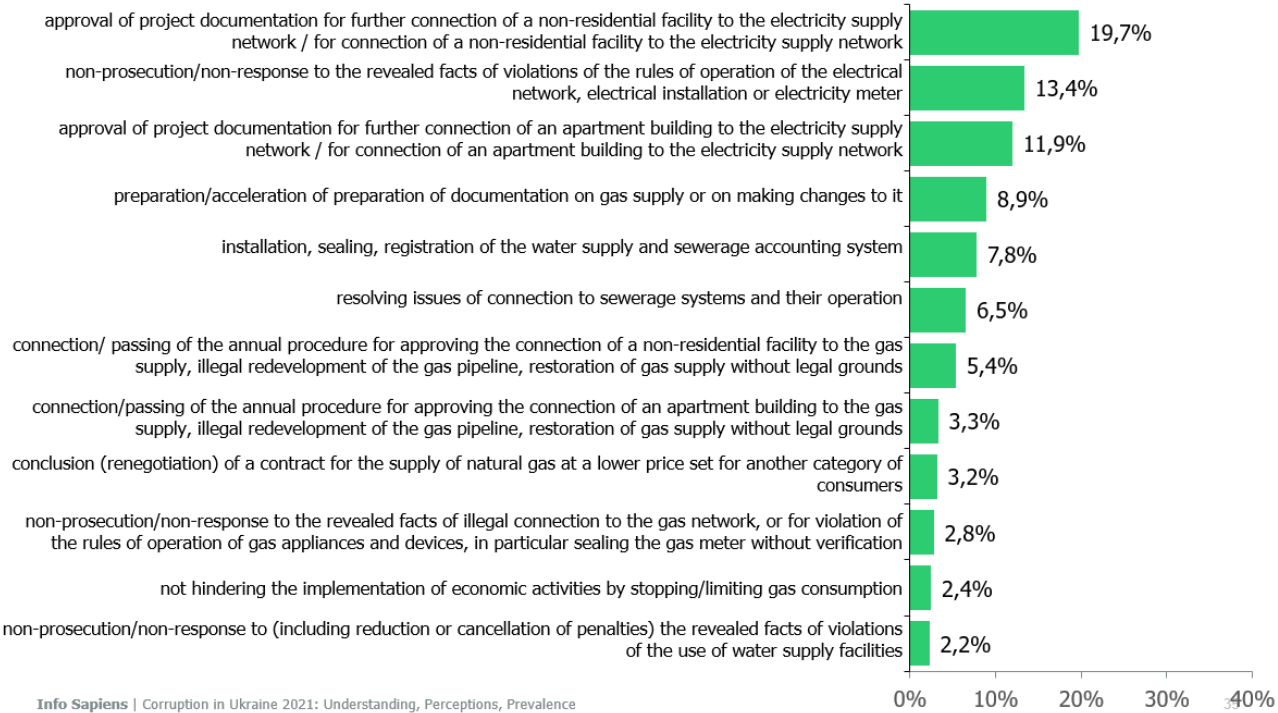 approval of project documentation for further connection of a non-residential facility to the electricity supply
network / for connection of a non-residential facility to the electricity supply network
19,7%
non-prosecution/non-response to the revealed facts of violations of the rules of operation of the electrical
network, electrical installation or electricity meter
13,4%
approval of project documentation for further connection of an apartment building to the electricity supply
network / for connection of an apartment building to the electricity supply network
11,9%
preparation/acceleration of preparation of documentation on gas supply or on making changes to it
8,9%
installation, sealing, registration of the water supply and sewerage accounting system
7,8%
resolving issues of connection to sewerage systems and their operation
6,5%
connection/ passing of the annual procedure for approving the connection of a non-residential facility to the gas
supply, illegal redevelopment of the gas pipeline, restoration of gas supply without legal grounds
5,4%
connection/passing of the annual procedure for approving the connection of an apartment building to the gas
supply, illegal redevelopment of the gas pipeline, restoration of gas supply without legal grounds
3,3%
conclusion (renegotiation) of a contract for the supply of natural gas at a lower price set for another category of
consumers
3,2%
non-prosecution/non-response to the revealed facts of illegal connection to the gas network, or for violation of
the rules of operation of gas appliances and devices, in particular sealing the gas meter without verification
2,8%
not hindering the implementation of economic activities by stopping/limiting gas consumption
2,4%
non-prosecution/non-response to (including reduction or cancellation of penalties) the revealed facts of violations
of the use of water supply facilities
2,2%
0% 10% 20% 30% 40%
Info Sapiens | Corruption in Ukraine 2021: Understanding, Perceptions, Prevalence